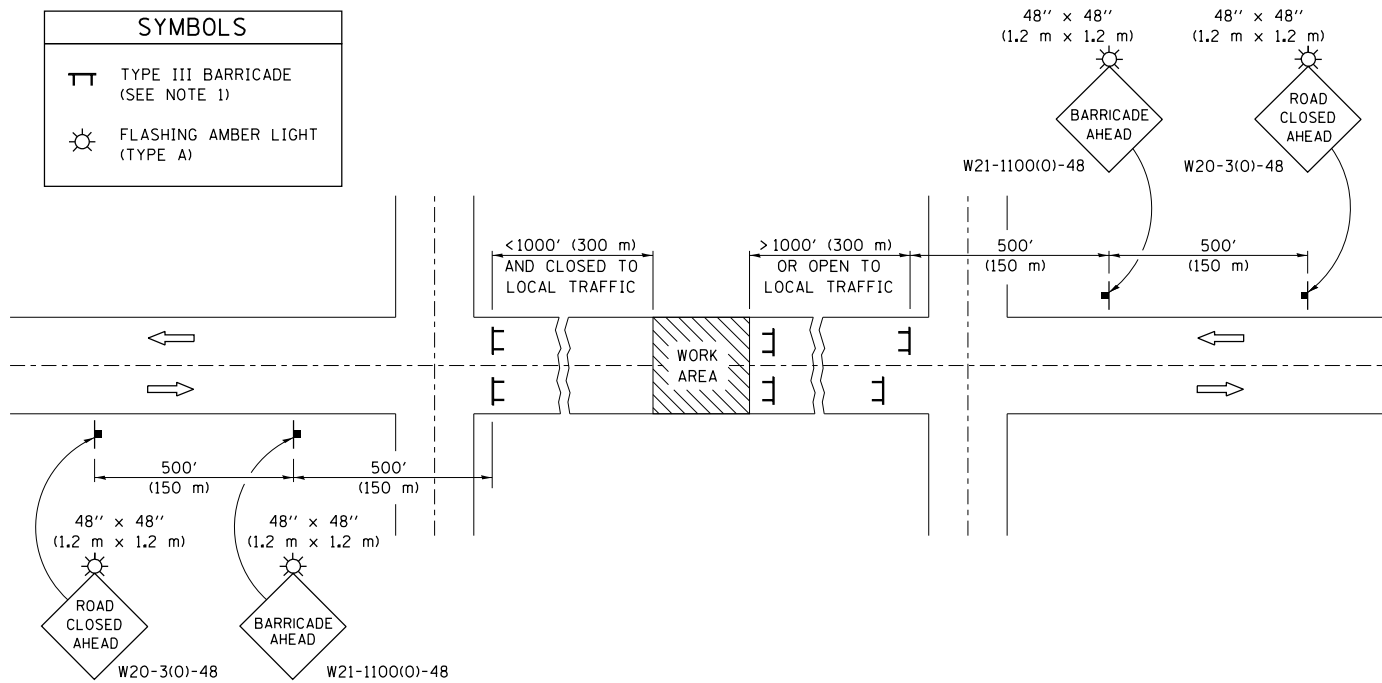 SYMBOLS
TYPE III BARRICADE
(SEE NOTE 1)
FLASHING AMBER LIGHT
(TYPE A)
48" x 48"
(1.2 m x 1.2 m)
BARRICADE
AHEAD
W21-1100(O)-48
48" x 48"
(1.2 m x 1.2 m)
ROAD
CLOSED
AHEAD
W20-3(O)-48
<1000' (300 m)
AND CLOSED TO
LOCAL TRAFFIC
>1000' (300 m)
OR OPEN TO
LOCAL TRAFFIC
500'
(150 m)
500'
(150 m)
WORK
AREA
500'
(150 m)
500'
(150 m)
48" x 48"
(1.2 m x 1.2 m)
ROAD
CLOSED
AHEAD
W20-3(O)-48
48" x 48"
(1.2 m x 1.2 m)
BARRICADE
AHEAD
W21-1100(O)-48